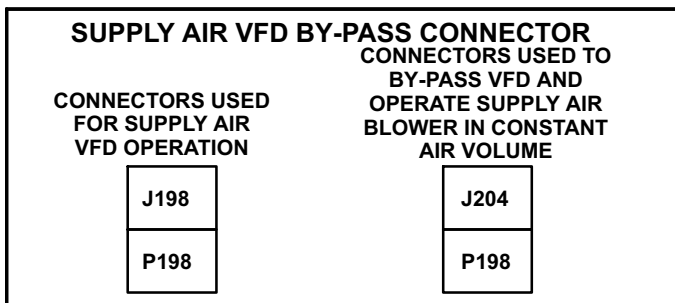 SUPPLY AIR VFD BY-PASS CONNECTOR
CONNECTORS USED
FOR SUPPLY AIR
VFD OPERATION
J198
P198
CONNECTORS USED TO
BY-PASS VFD AND
OPERATE SUPPLY AIR
BLOWER IN CONSTANT
AIR VOLUME
J204
P198